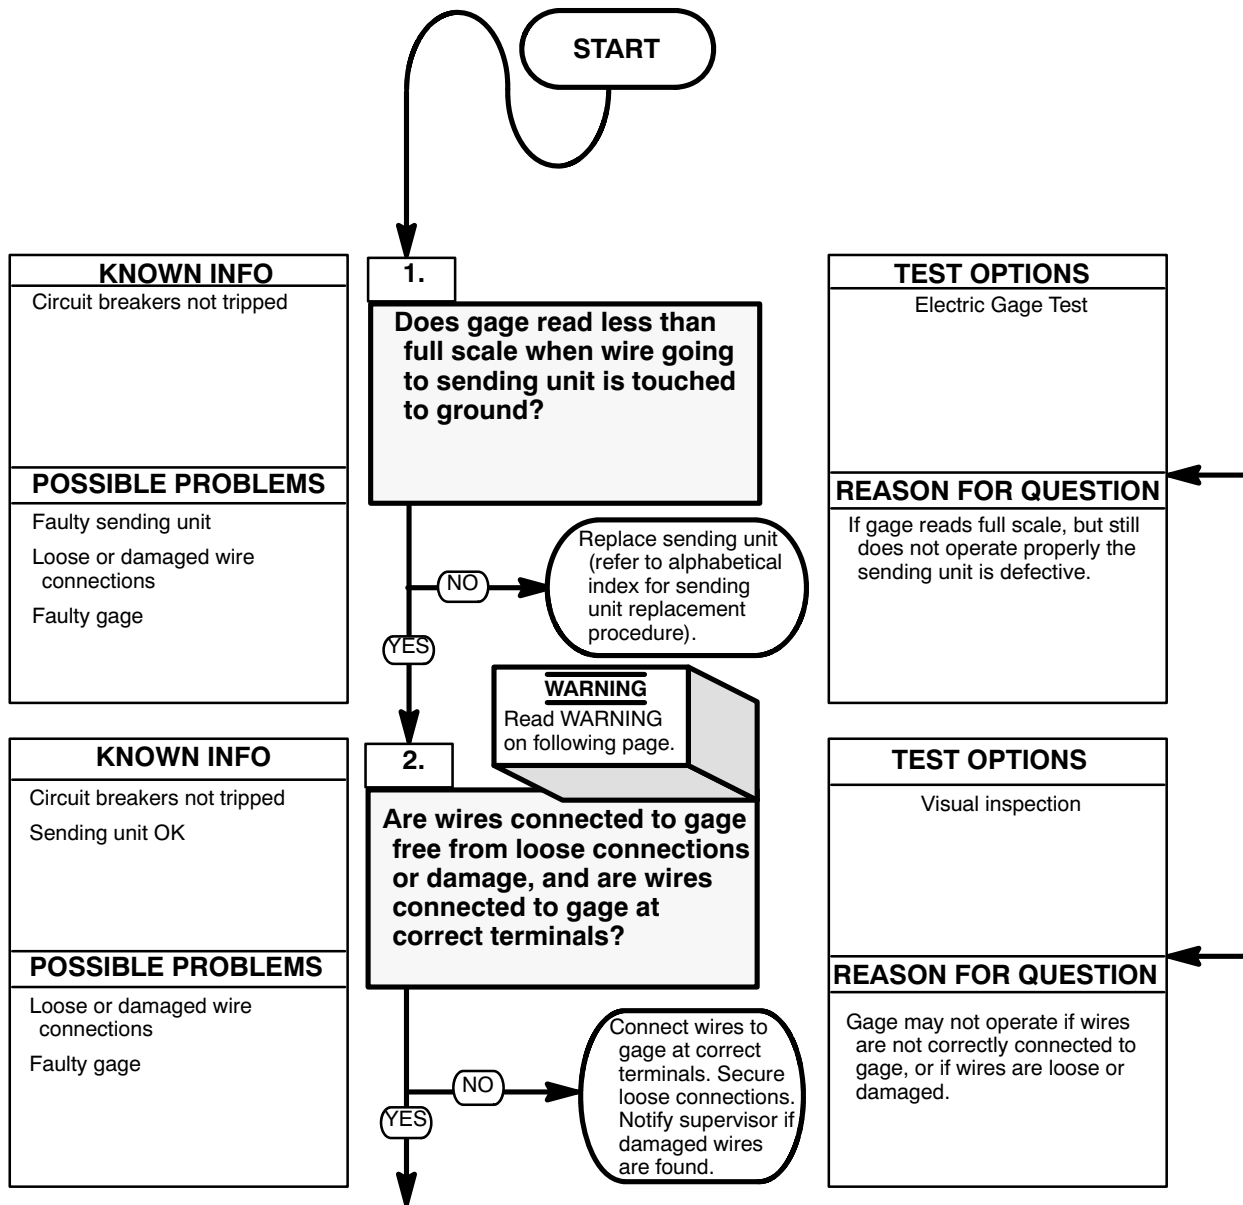 START
KNOWN INFO
Circuit breakers not tripped
POSSIBLE PROBLEMS
Faulty sending unit
Loose or damaged wire
connections
Faulty gage
1.
Does gage read less than
full scale when wire going
to sending unit is touched
to ground?
TEST OPTIONS
Electric Gage Test
REASON FOR QUESTION
If gage reads full scale, but still
does not operate properly the
sending unit is defective.
NO
Replace sending unit
(refer to alphabetical
index for sending
unit replacement
procedure).
YES
WARNING
Read WARNING
on following page.
KNOWN INFO
Circuit breakers not tripped
Sending unit OK
POSSIBLE PROBLEMS
Loose or damaged wire
connections
Faulty gage
2.
Are wires connected to gage
free from loose connections
or damage, and are wires
connected to gage at
correct terminals?
TEST OPTIONS
Visual inspection
REASON FOR QUESTION
Gage may not operate if wires
are not correctly connected to
gage, or if wires are loose or
damaged.
NO
Connect wires to
gage at correct
terminals. Secure
loose connections.
Notify supervisor if
damaged wires
are found.
YES